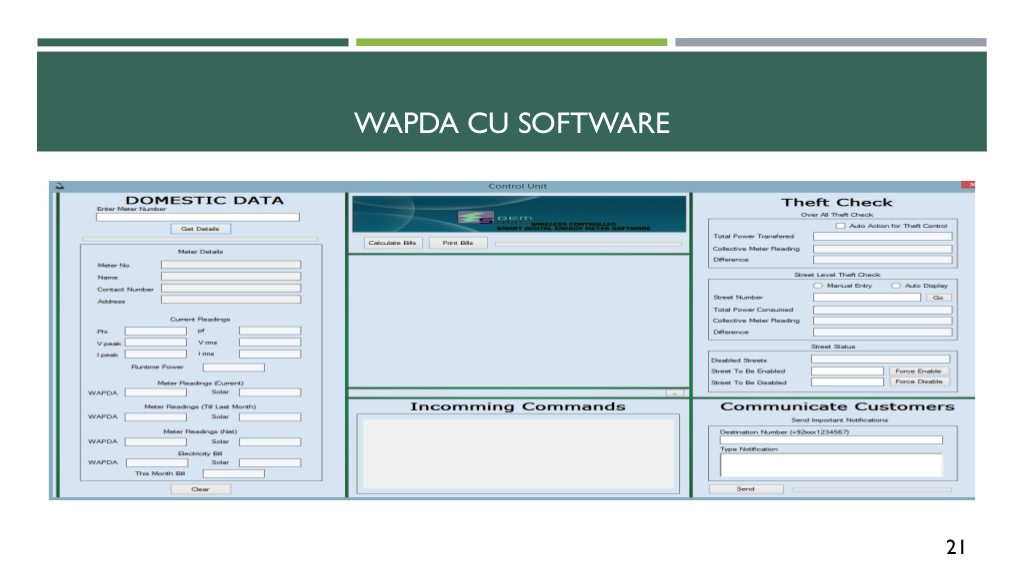 WAPDA CU SOFTWARE
Control Unit
DOMESTIC DATA
Enter Meter Number
Get Details
Meter Details
Meter No.
Name
Contact Number
Address
Current Readings
Phi pf
V peak V rms
I peak I rms
Runtime Power
Meter Readings (Current)
WAPDA Solar
Meter Readings (Till Last Month)
WAPDA Solar
Meter Readings (Net)
WAPDA Solar
Electricity Bill
WAPDA Solar
This Month Bill
Clear
WIRELESS CONTROLLED
SMART DIGITAL ENERGY METER SOFTWARE
Calculate Bills Print Bills
Incomming Commands
Theft Check
Over All Theft Check
Auto Action for Theft Control
Total Power Transfered
Collective Meter Reading
Difference
Street Level Theft Check
Manual Entry Auto Display
Street Number Go
Total Power Consumed
Collective Meter Reading
Difference
Street Status
Disabled Streets
Street To Be Enabled Force Enable
Street To Be Disabled Force Disable
Communicate Customers
Send Important Notifications
Destination Number (+92xxx1234567)
Type Notification
Send
21